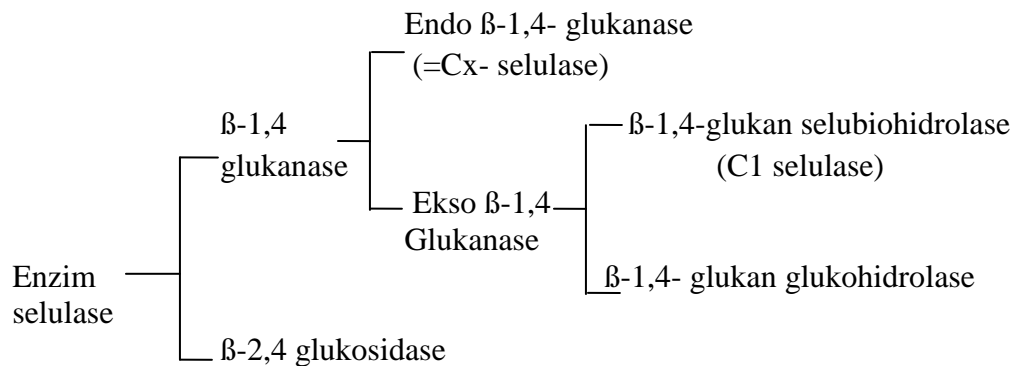 Endo ß-1,4- glukanase
(=Cx- selulase)
ß-1,4
glukanase
ß-1,4-glukan selubiohidrolase
(C1 selulase)
Ekso ß-1,4
Glukanase
ß-1,4- glukan glukohidrolase
Enzim
selulase
ß-2,4 glukosidase